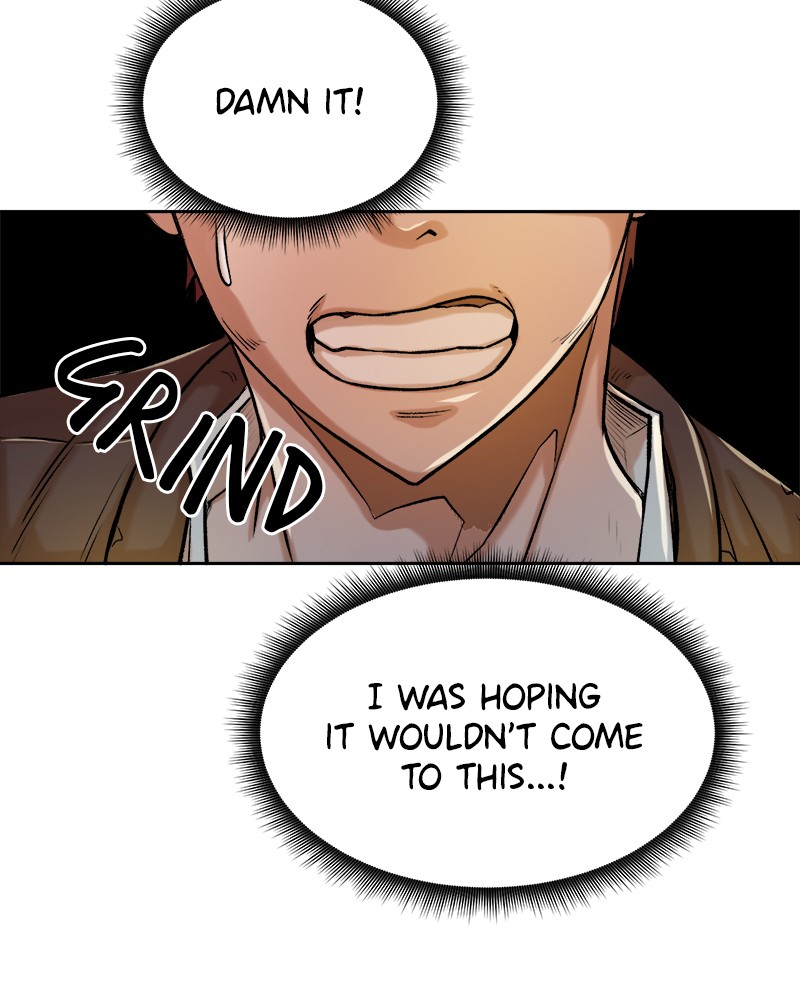 DAMN IT!
GRIND
I WAS HOPING
IT WOULDN'T COME
TO THIS...!